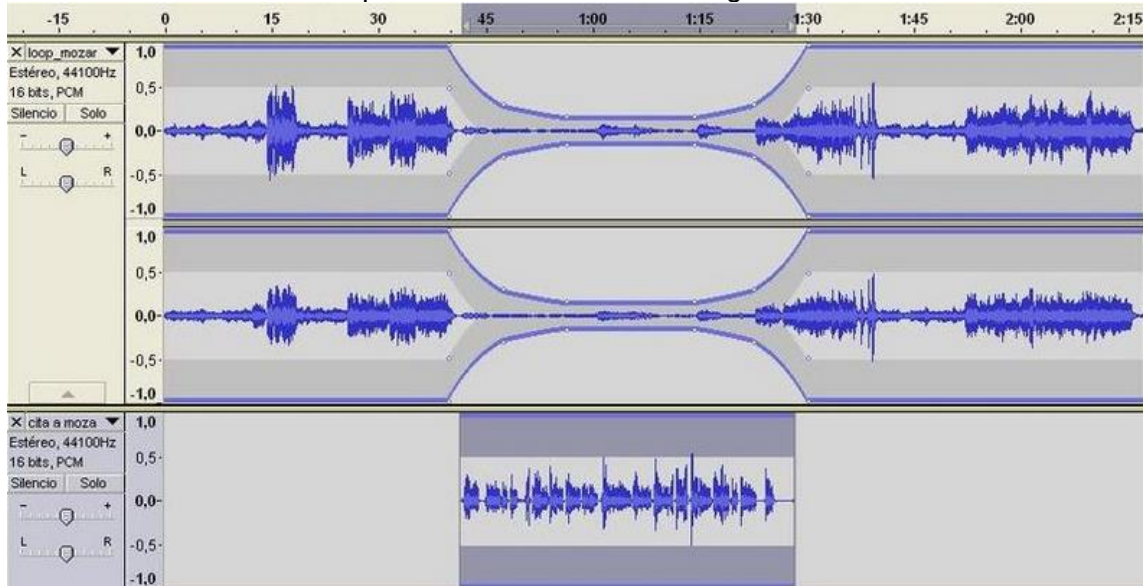 -15 0 15 30 45 1:00 1:15 1:30 1:45 2:00 2:15
X loop_mozar ▼
Estéreo, 44100Hz
16 bits, PCM
Silencio Solo
- +
L R
1,0
0,5
0,0
-0,5
-1,0
1,0
0,5
0,0
-0,5
-1,0
X cita a moza ▼
Estéreo, 44100Hz
16 bits, PCM
Silencio Solo
- +
L R
1,0
0,5
0,0
-0,5
-1,0